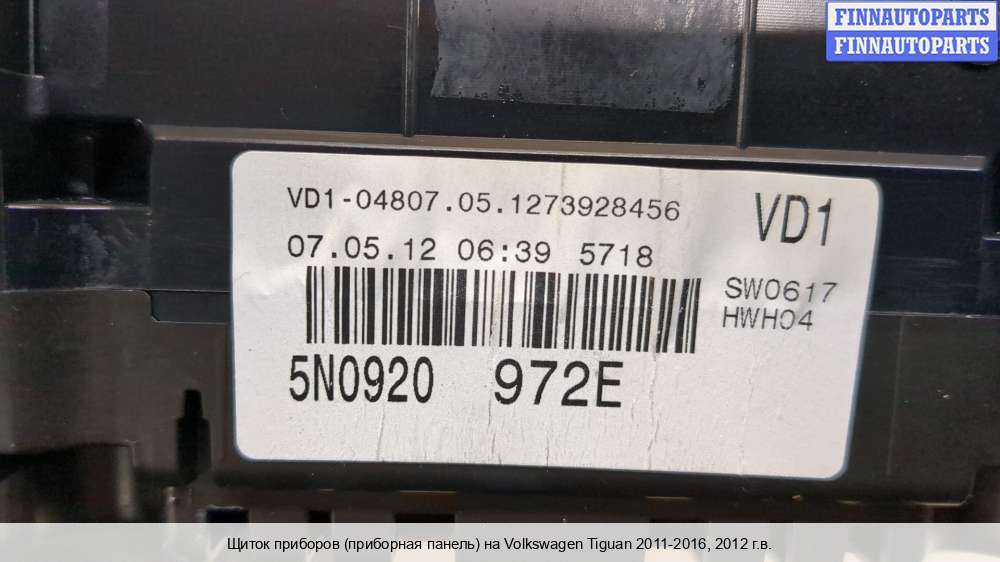 FINNAUTOPARTS
FINNAUTOPARTS
VD1-04807.05.1273928456
VD1
07.05.12 06:39 5718
SW0617
HWH04
5N0920 972E
Щиток приборов (приборная панель) на Volkswagen Tiguan 2011-2016, 2012 г.в.